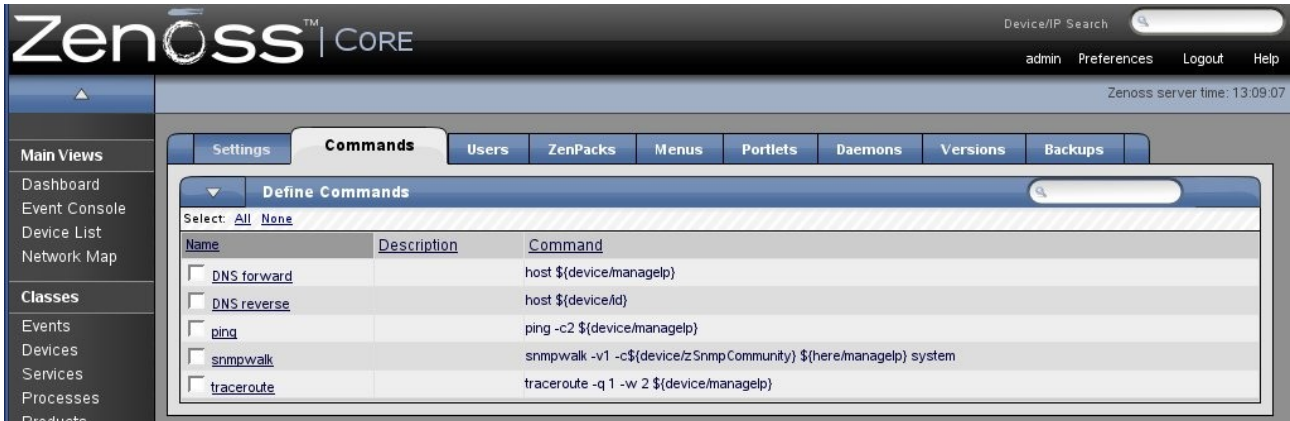 Zenoss™ | CORE
Device/IP Search
admin Preferences Logout Help
Zenoss server time: 13:09:07
Main Views
Dashboard
Event Console
Device List
Network Map
Classes
Events
Devices
Services
Processes
Products
Settings Commands Users ZenPacks Menus Portlets Daemons Versions Backups
Define Commands
Select: All None
Name Description Command
DNS forward host ${device/manageIp}
DNS reverse host ${device/id}
ping ping -c2 ${device/manageIp}
snmpwalk snmpwalk -v1 -c${device/zSnmpCommunity} ${here/manageIp} system
traceroute traceroute -q 1 -w 2 ${device/manageIp}